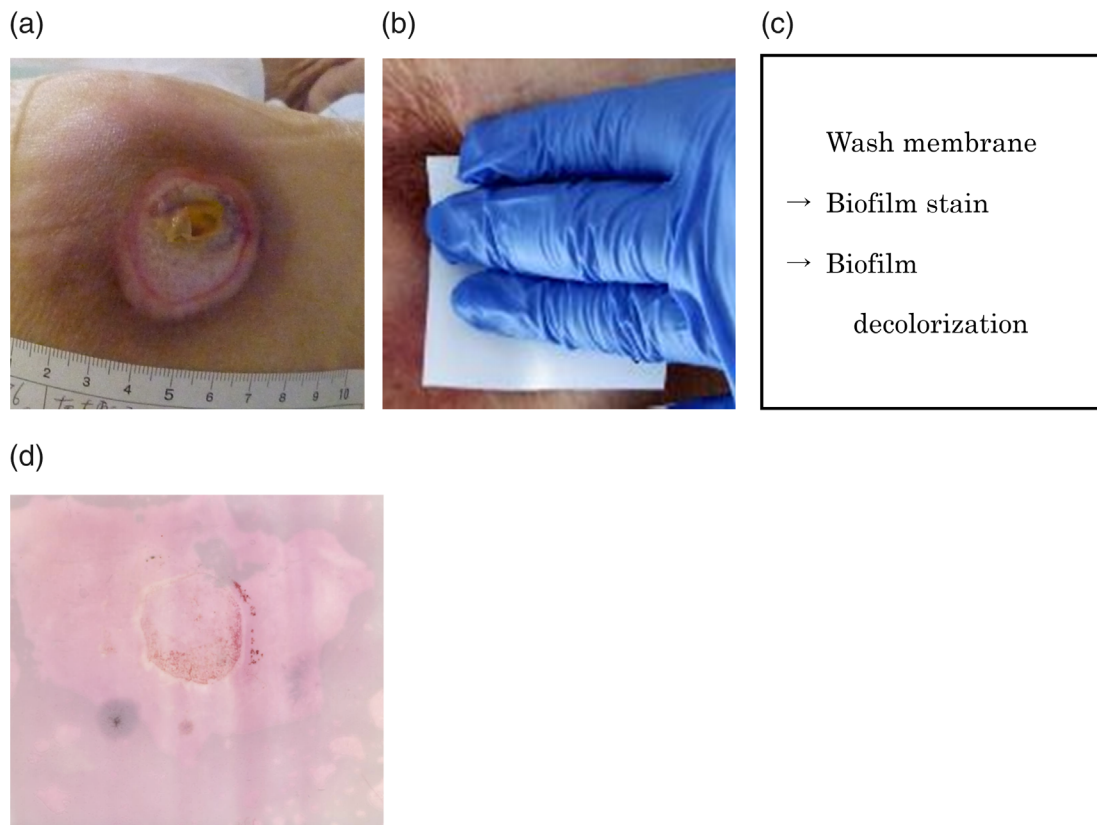 (a)
(b)
(c)
Wash membrane
→ Biofilm stain
→ Biofilm
decolorization
2 3 4 5 6 7 8 9 10
(d)